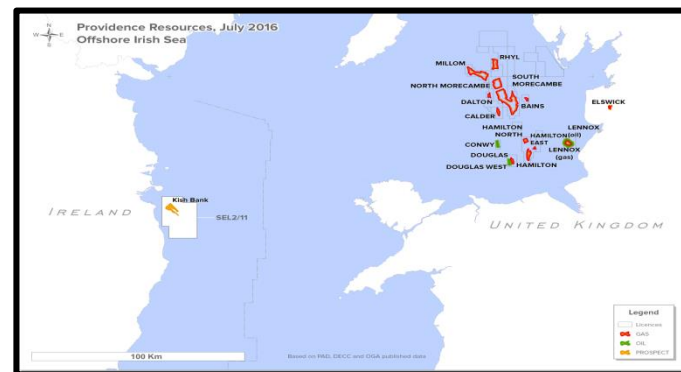 Providence Resources, July 2016
Offshore Irish Sea
N
W
E
S
RHYL
MILLOM
SOUTH
MORECAMBE
NORTH MORECAMBE
DALTON
BAINS
ELSWICK
CALDER
HAMILTON
NORTH
LENNOX
(oil)
HAMILTON
EAST
CONWY
LENNOX
(gas)
DOUGLAS
DOUGLAS WEST
HAMILTON
Kish Bank
IRELAND
SEL2/11
UNITED KINGDOM
Legend
Licences
GAS
OIL
PROSPECT
100 Km
Based on PAD, DECC and OGA published data